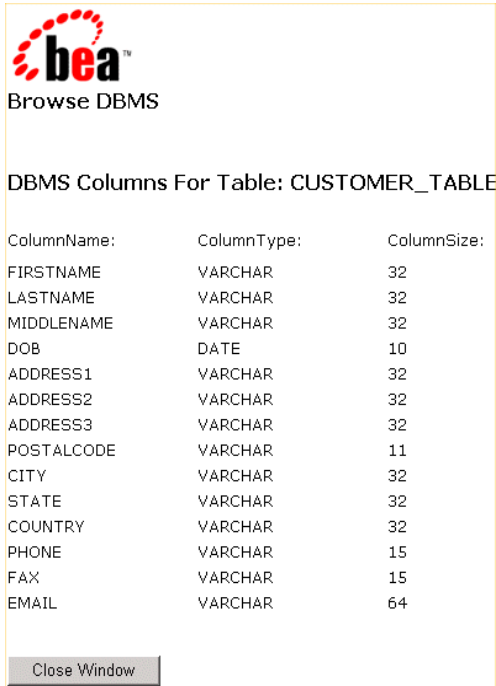 bea™
Browse DBMS
DBMS Columns For Table: CUSTOMER_TABLE
ColumnName: ColumnType: ColumnSize:
FIRSTNAME VARCHAR 32
LASTNAME VARCHAR 32
MIDDLENAME VARCHAR 32
DOB DATE 10
ADDRESS1 VARCHAR 32
ADDRESS2 VARCHAR 32
ADDRESS3 VARCHAR 32
POSTALCODE VARCHAR 11
CITY VARCHAR 32
STATE VARCHAR 32
COUNTRY VARCHAR 32
PHONE VARCHAR 15
FAX VARCHAR 15
EMAIL VARCHAR 64
Close Window